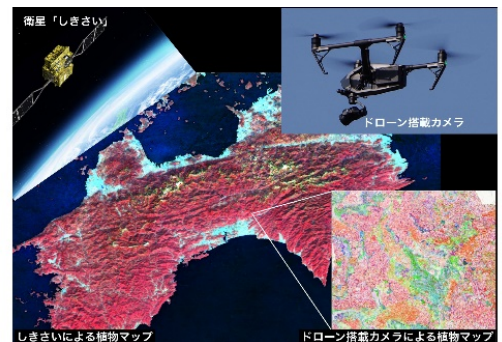 衛星「しきさい」
ドローン搭載カメラ
しきさいによる植物マップ
ドローン搭載カメラによる植物マップ